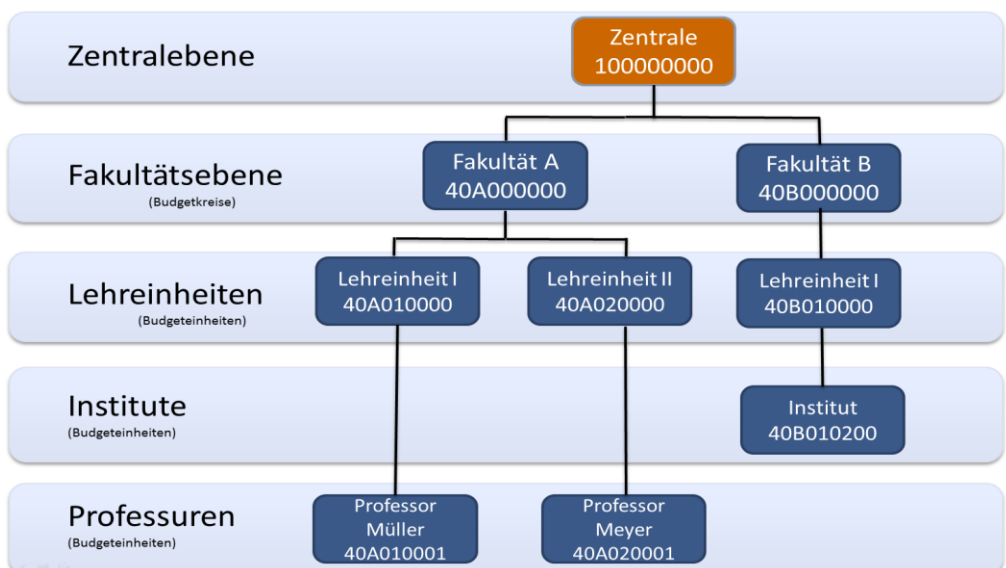 Zentralebene
Zentrale
100000000
Fakultätsebene
(Budgetkreise)
Fakultät A
40A000000
Fakultät B
40B000000
Lehreinheiten
(Budgeteinheiten)
Lehreinheit I
40A010000
Lehreinheit II
40A020000
Lehreinheit I
40B010000
Institute
(Budgeteinheiten)
Institut
40B010200
Professuren
(Budgeteinheiten)
Professor
Müller
40A010001
Professor
Meyer
40A020001